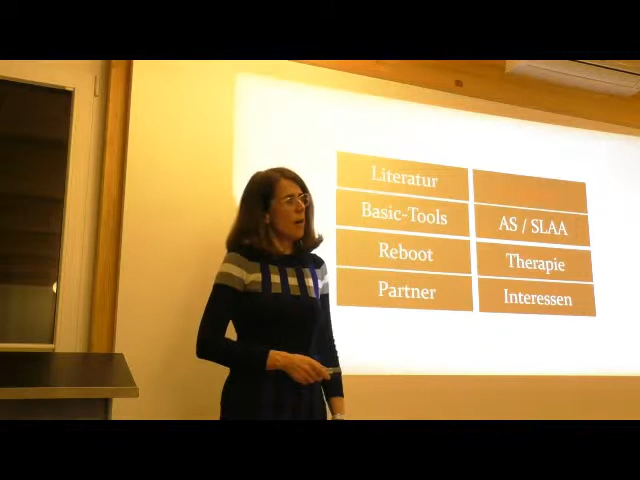 Literatur
Basic-Tools
AS / SLAA
Reboot
Therapie
Partner
Interessen